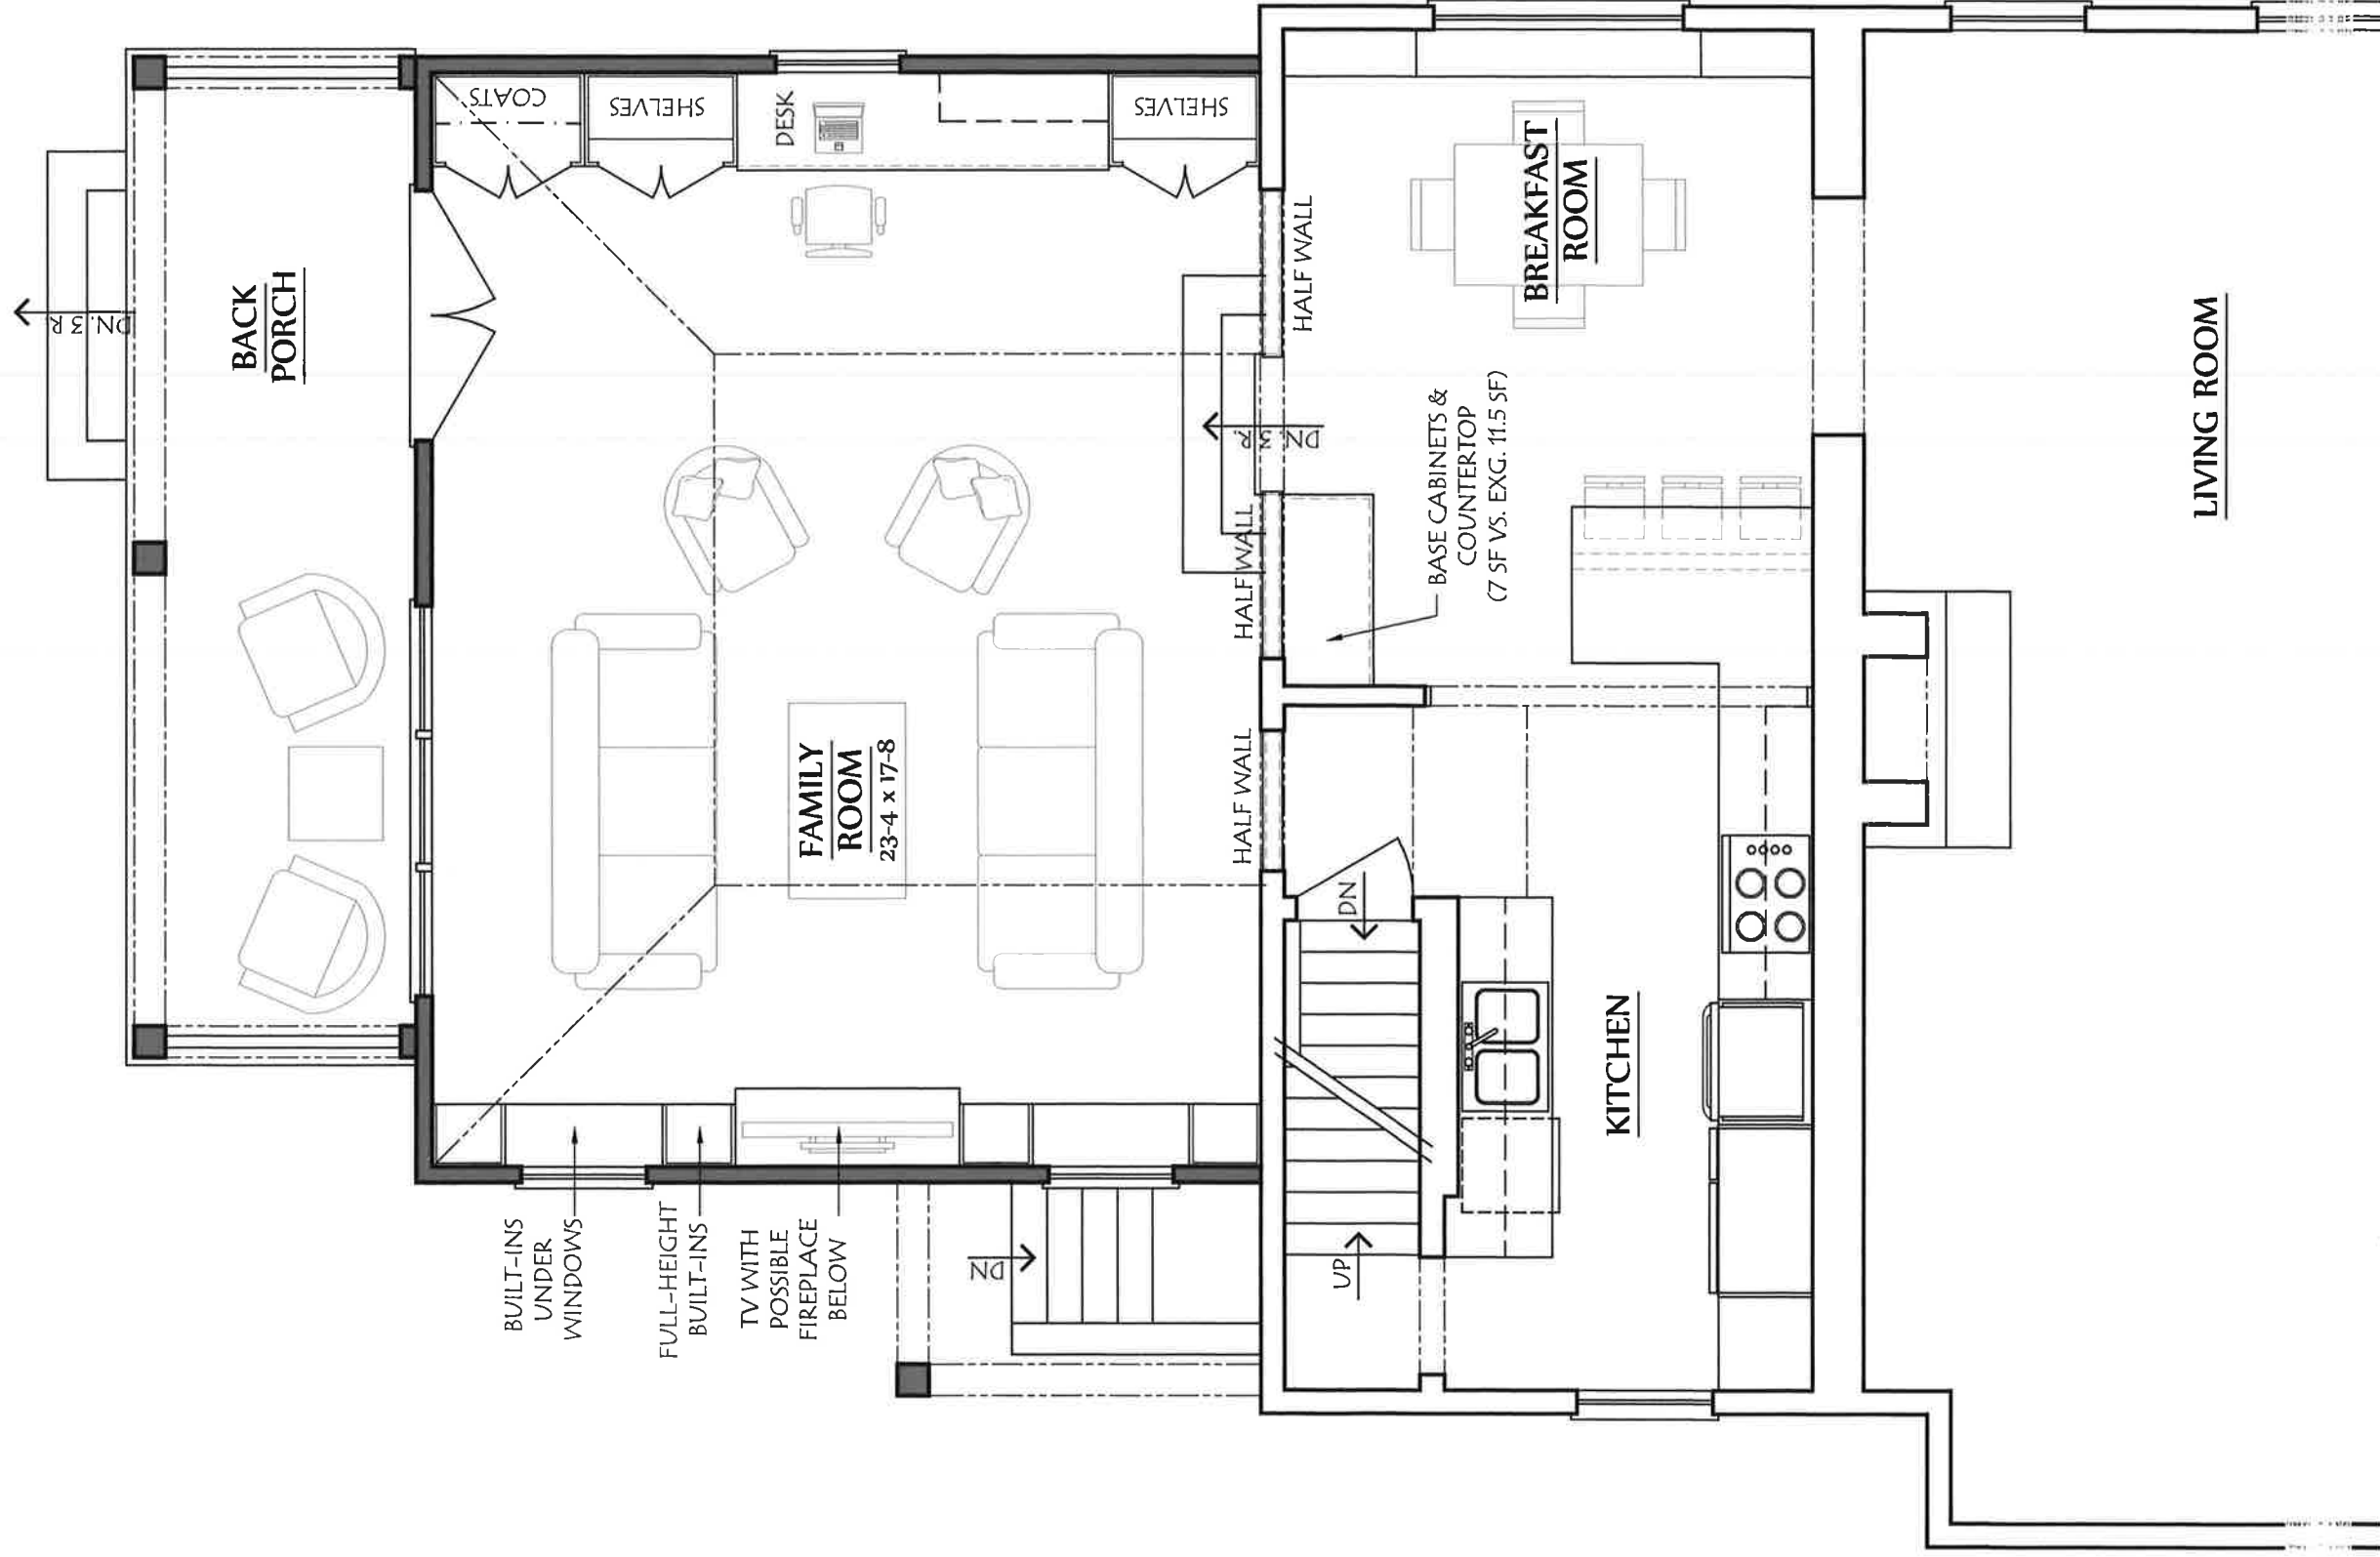 BACK
PORCH
DN. 3 R.
COATS
SHELVES
DESK
SHELVES
HALF WALL
BREAKFAST
ROOM
DN. 3 R.
BASE CABINETS &
COUNTERTOP
(7 SF VS. EXG. 11.5 SF)
HALF WALL
LIVING ROOM
FAMILY
ROOM
23-4 x 17-8
HALF WALL
DN
KITCHEN
UP
BUILT-INS
UNDER
WINDOWS
FULL-HEIGHT
BUILT-INS
TV WITH
POSSIBLE
FIREPLACE
BELOW
DN